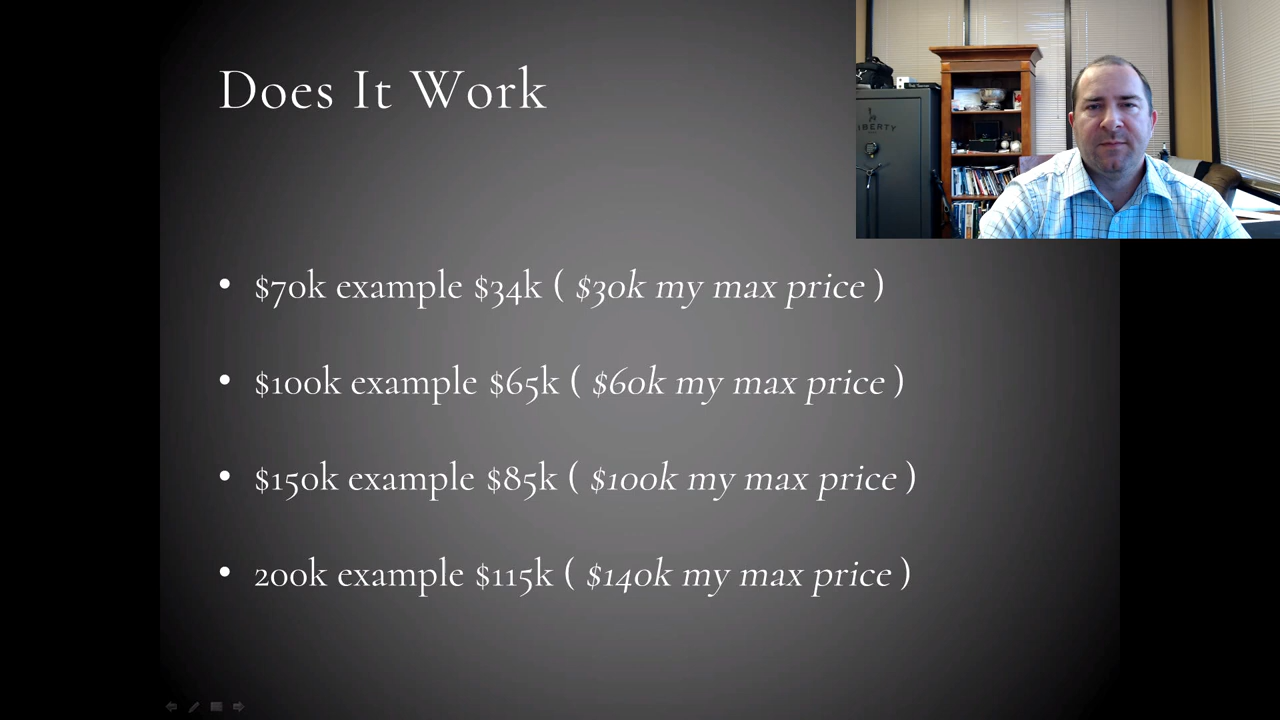 Does It Work
IBERTY
• $70k example $34k ( $30k my max price )
• $100k example $65k ( $60k my max price )
• $150k example $85k ( $100k my max price )
• 200k example $115k ( $140k my max price )